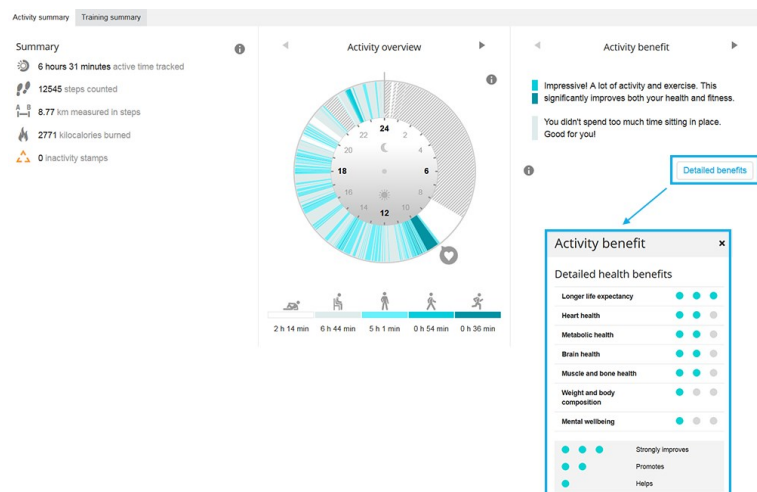 Activity summary
Training summary
Summary
6 hours 31 minutes active time tracked
12545 steps counted
A B
8.77 km measured in steps
2771 kilocalories burned
0 inactivity stamps
Activity overview
24
22 2
20 4
18 6
16 8
14 10
12
2 h 14 min
6 h 44 min
5 h 1 min
0 h 54 min
0 h 36 min
Activity benefit
Impressive! A lot of activity and exercise. This
significantly improves both your health and fitness.
You didn't spend too much time sitting in place.
Good for you!
Detailed benefits
Activity benefit x
Detailed health benefits
Longer life expectancy
Heart health
Metabolic health
Brain health
Muscle and bone health
Weight and body
composition
Mental wellbeing
Strongly improves
Promotes
Helps